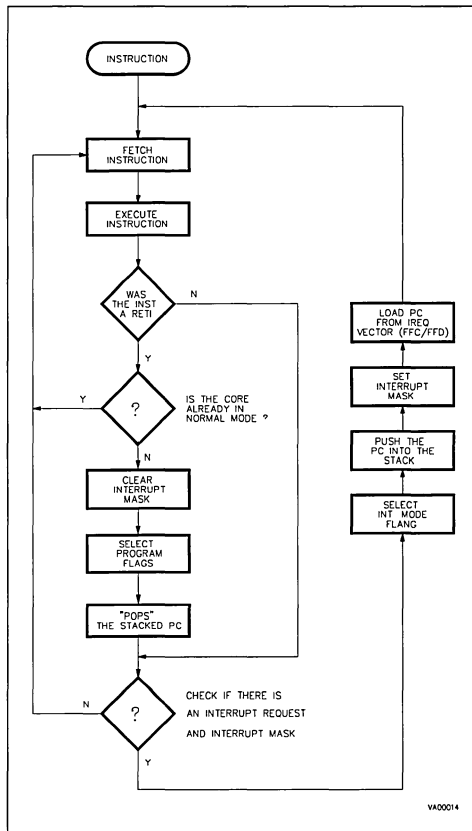 INSTRUCTION
FETCH
INSTRUCTION
EXECUTE
INSTRUCTION
WAS
THE INST
A RETI
N
Y
?
Y
IS THE CORE
ALREADY IN
NORMAL MODE ?
N
CLEAR
INTERRUPT
MASK
SELECT
PROGRAM
FLAGS
"POPS"
THE STACKED PC
?
N
CHECK IF THERE IS
AN INTERRUPT REQUEST
AND INTERRUPT MASK
Y
LOAD PC
FROM IREQ
VECTOR (FFC/FFD)
SET
INTERRUPT
MASK
PUSH THE
PC INTO THE
STACK
SELECT
INT MODE
FLANG
VA00014